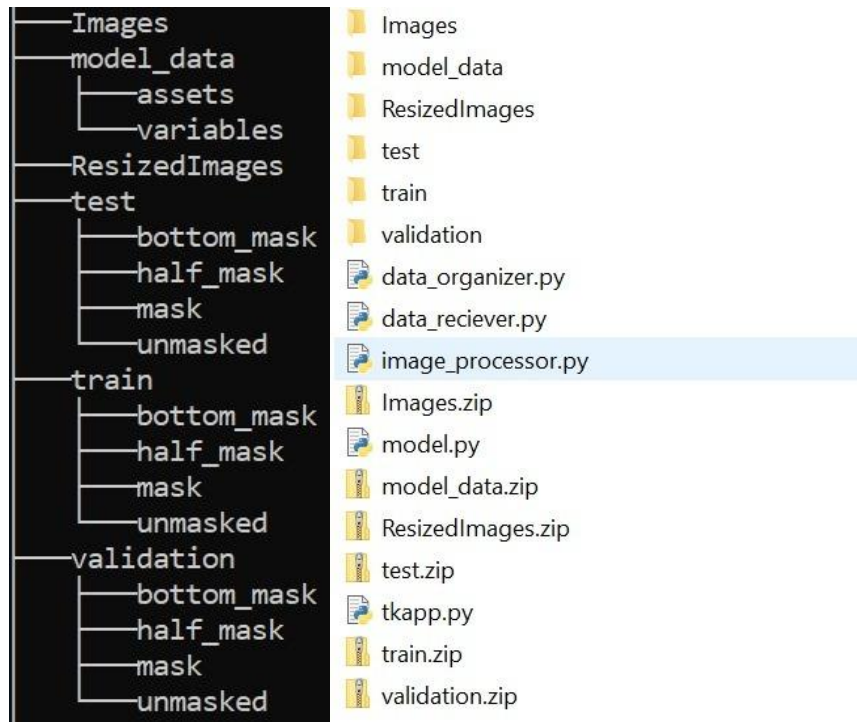 Images
model_data
assets
variables
ResizedImages
test
bottom_mask
half_mask
mask
unmasked
train
bottom_mask
half_mask
mask
unmasked
validation
bottom_mask
half_mask
mask
unmasked
Images
model_data
ResizedImages
test
train
validation
data_organizer.py
data_reciever.py
image_processor.py
Images.zip
model.py
model_data.zip
ResizedImages.zip
test.zip
tkapp.py
train.zip
validation.zip